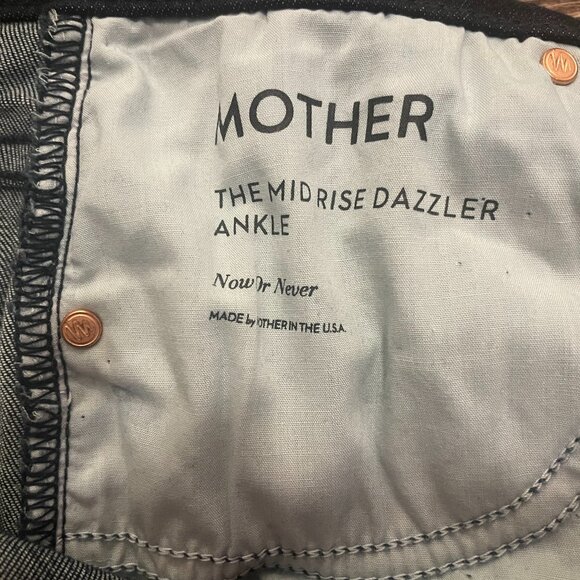 MOTHER
THE MID RISE DAZZLER
ANKLE
Now Or Never
MADE by MOTHER IN THE U.S.A.